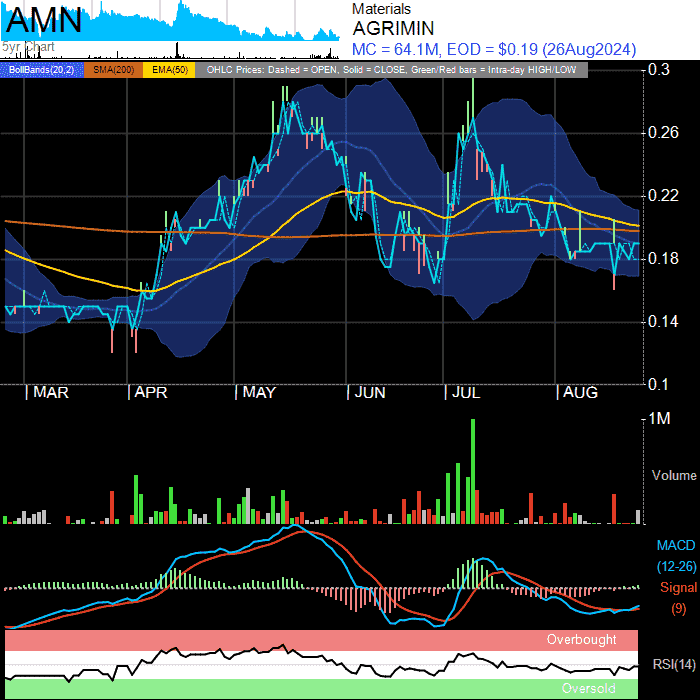 AMN
5yr Chart
Materials
AGRIMIN
MC = 64.1M, EOD = $0.19 (26Aug2024)
BollBands(20,2) SMA(200) EMA(50) OHLC Prices: Dashed = OPEN, Solid = CLOSE, Green/Red bars = Intra-day HIGH/LOW
0.3
0.26
0.22
0.18
0.14
0.1
MAR APR MAY JUN JUL AUG
1M
Volume
MACD
(12-26)
Signal
(9)
Overbought
RSI(14)
Oversold